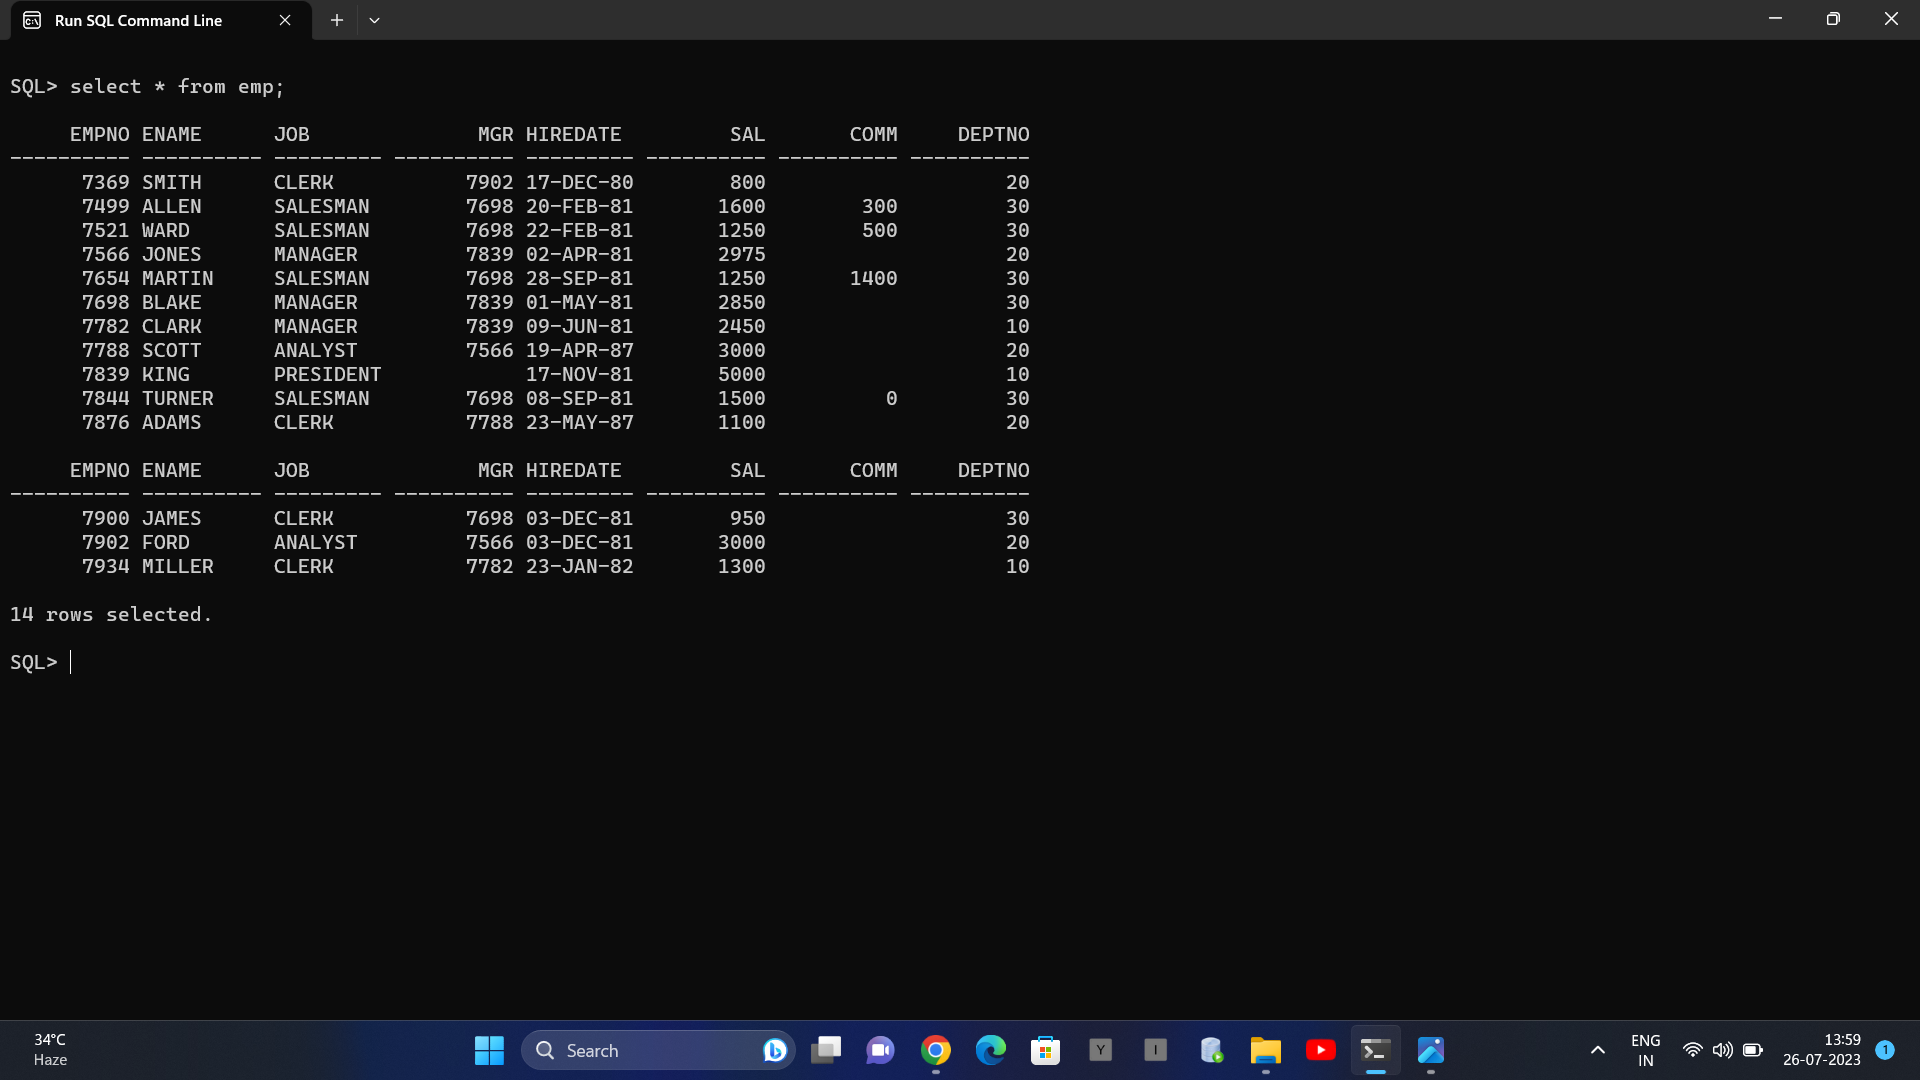 Run SQL Command Line
SQL> select * from emp;
     EMPNO ENAME      JOB              MGR HIREDATE         SAL       COMM     DEPTNO
---------- ---------- --------- ---------- --------- ---------- ---------- ----------
      7369 SMITH      CLERK           7902 17-DEC-80        800                    20
      7499 ALLEN      SALESMAN        7698 20-FEB-81       1600        300         30
      7521 WARD       SALESMAN        7698 22-FEB-81       1250        500         30
      7566 JONES      MANAGER         7839 02-APR-81       2975                    20
      7654 MARTIN     SALESMAN        7698 28-SEP-81       1250       1400         30
      7698 BLAKE      MANAGER         7839 01-MAY-81       2850                    30
      7782 CLARK      MANAGER         7839 09-JUN-81       2450                    10
      7788 SCOTT      ANALYST         7566 19-APR-87       3000                    20
      7839 KING       PRESIDENT            17-NOV-81       5000                    10
      7844 TURNER     SALESMAN        7698 08-SEP-81       1500          0         30
      7876 ADAMS      CLERK           7788 23-MAY-87       1100                    20
     EMPNO ENAME      JOB              MGR HIREDATE         SAL       COMM     DEPTNO
---------- ---------- --------- ---------- --------- ---------- ---------- ----------
      7900 JAMES      CLERK           7698 03-DEC-81        950                    30
      7902 FORD       ANALYST         7566 03-DEC-81       3000                    20
      7934 MILLER     CLERK           7782 23-JAN-82       1300                    10
14 rows selected.
SQL>
34°C
Haze
Search
Y
I
ENG
IN
13:59
26-07-2023
1